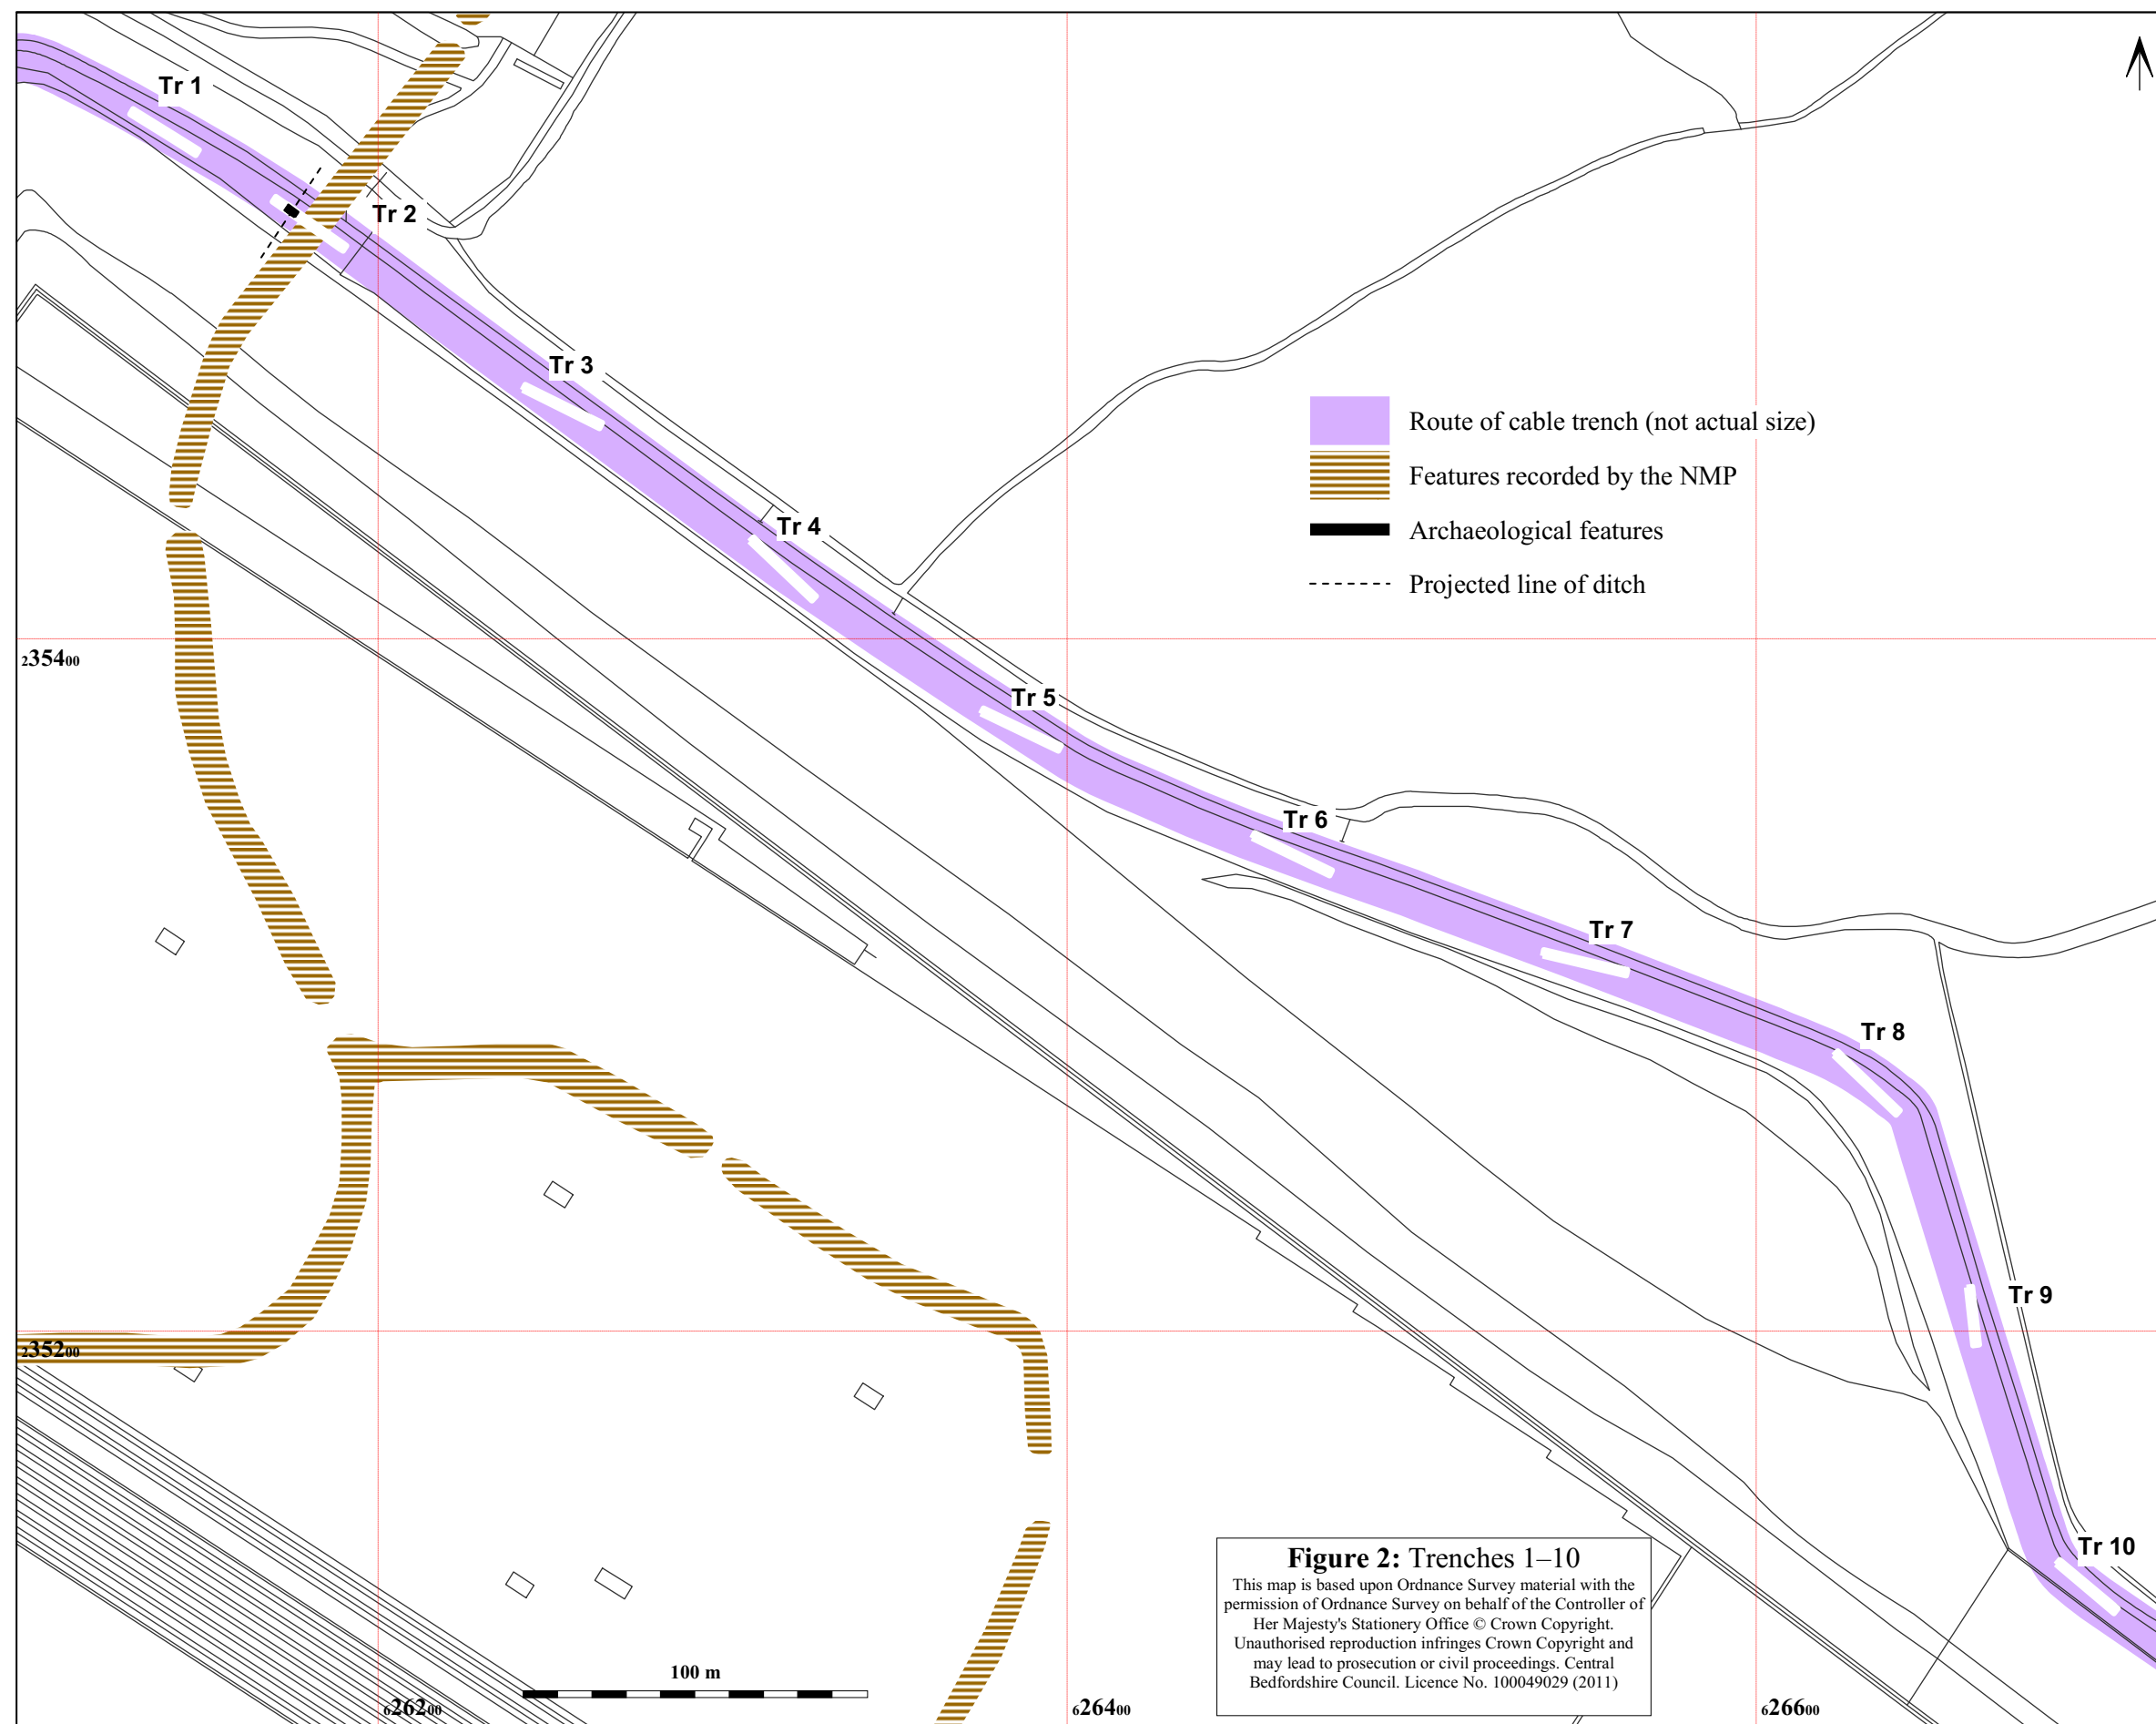 Tr 1
Tr 2
Tr 3
Route of cable trench (not actual size)
Features recorded by the NMP
Tr 4
Archaeological features
Projected line of ditch
235400
Tr 5
Tr 6
Tr 7
Tr 8
Tr 9
235200
Tr 10
Figure 2: Trenches 1–10
This map is based upon Ordnance Survey material with the
permission of Ordnance Survey on behalf of the Controller of
Her Majesty's Stationery Office © Crown Copyright.
Unauthorised reproduction infringes Crown Copyright and
may lead to prosecution or civil proceedings. Central
Bedfordshire Council. Licence No. 100049029 (2011)
100 m
626200
626400
626600